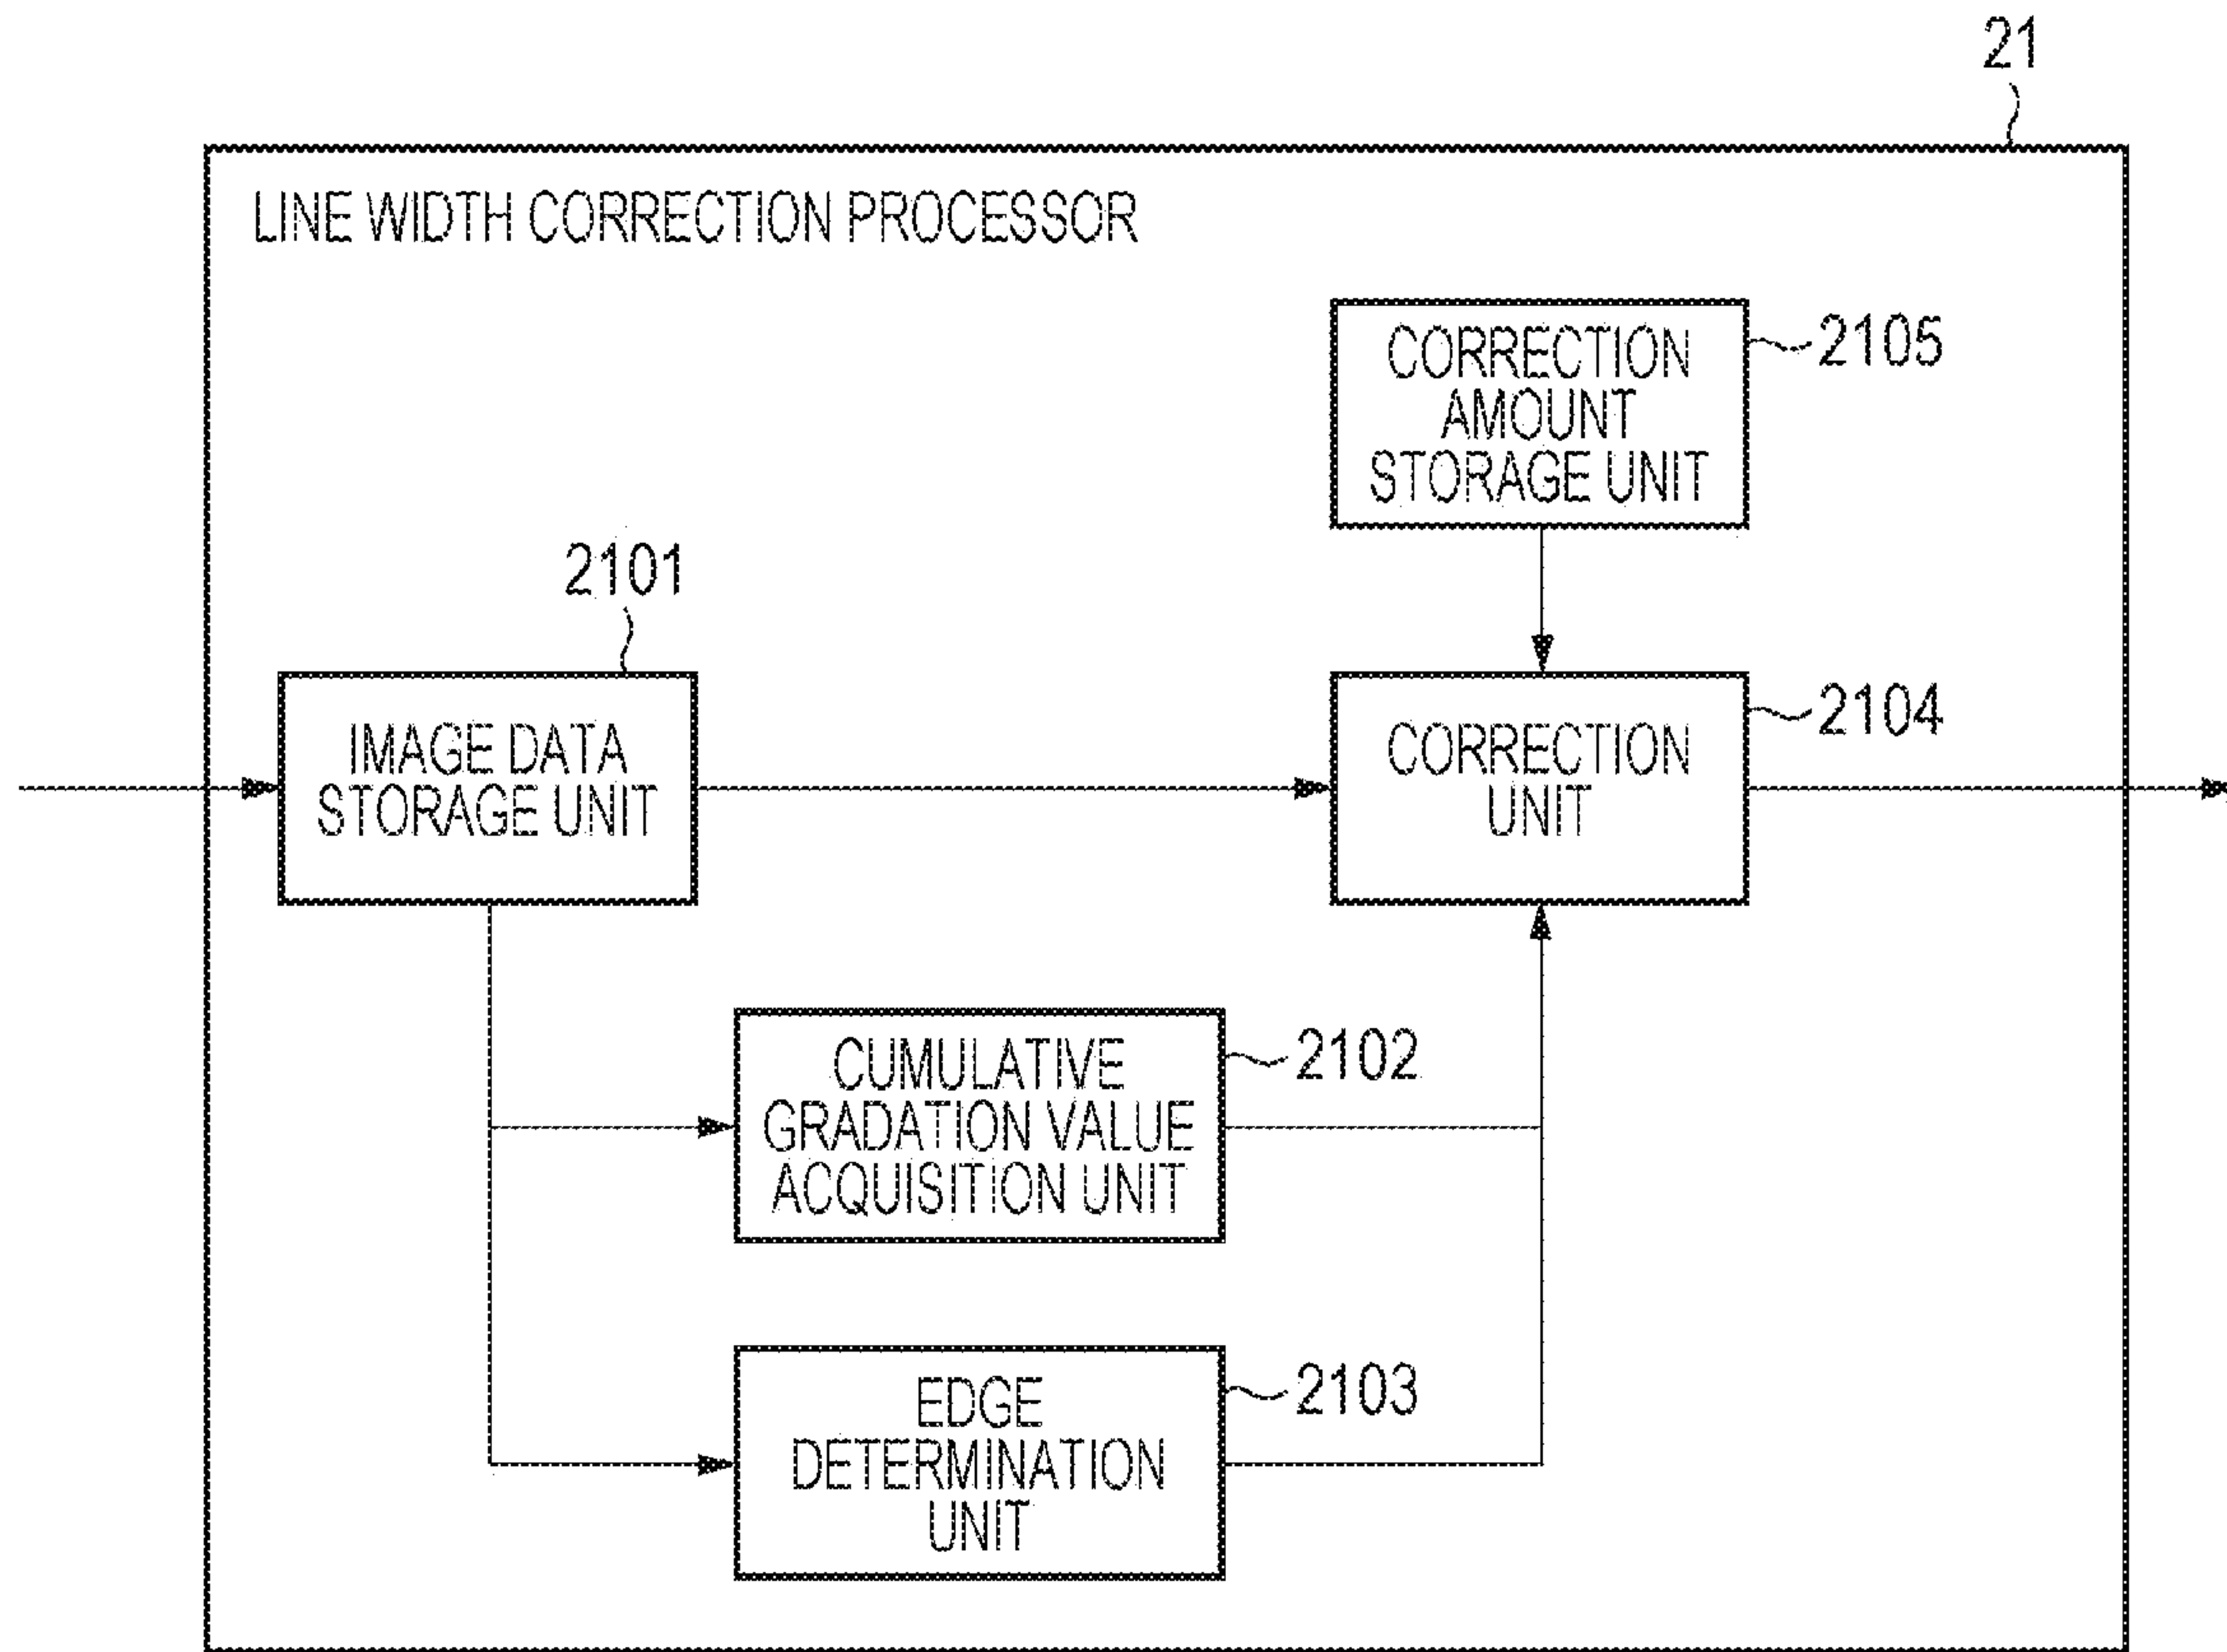 21
LINE WIDTH CORRECTION PROCESSOR
CORRECTION
AMOUNT
STORAGE UNIT
2105
2101
IMAGE DATA
STORAGE UNIT
CORRECTION
UNIT
2104
CUMULATIVE
GRADATION VALUE
ACQUISITION UNIT
2102
EDGE
DETERMINATION
UNIT
2103